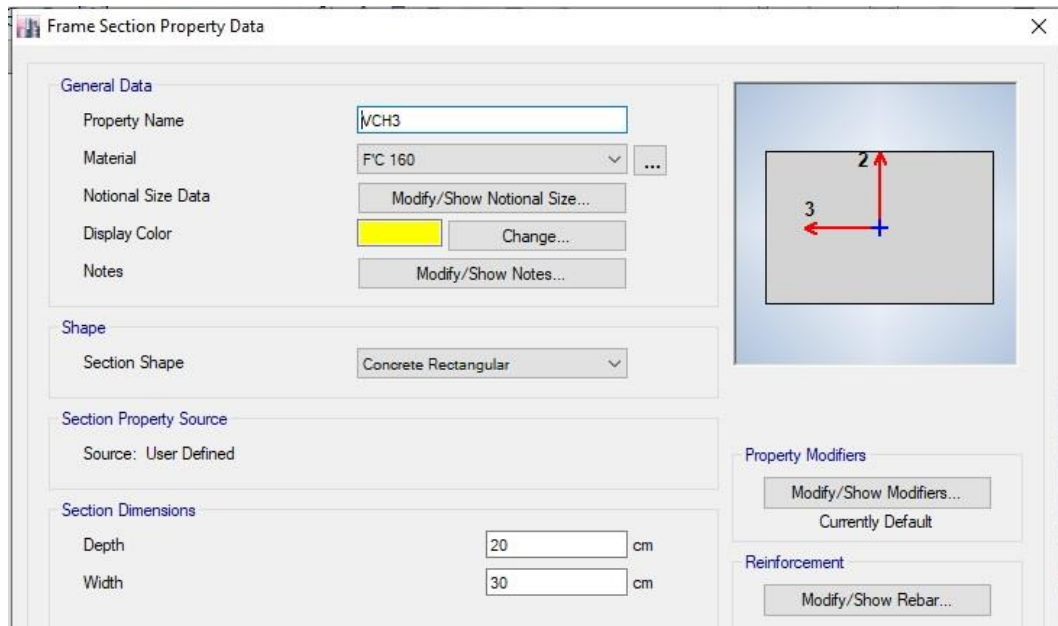 Frame Section Property Data
General Data
Property Name
VCH3
Material
F'C 160
...
Notional Size Data
Modify/Show Notional Size...
Display Color
Change...
Notes
Modify/Show Notes...
2
3
Shape
Section Shape
Concrete Rectangular
Section Property Source
Source: User Defined
Property Modifiers
Modify/Show Modifiers...
Currently Default
Section Dimensions
Depth
20
cm
Width
30
cm
Reinforcement
Modify/Show Rebar...